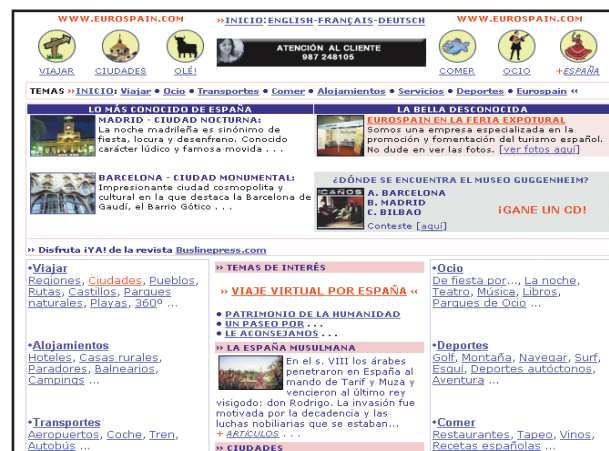 WWW.EUROSPAIN.COM
»INICIO:ENGLISH-FRANÇAIS-DEUTSCH
WWW.EUROSPAIN.COM
ATENCIÓN AL CLIENTE
987 248105
VIAJAR
CIUDADES
OLÉ!
COMER
OCIO
+ESPAÑA
TEMAS »INICIO: Viajar • Ocio • Transportes • Comer • Alojamientos • Servicios • Deportes • Eurospain «
LO MÁS CONOCIDO DE ESPAÑA
MADRID - CIUDAD NOCTURNA:
La noche madrileña es sinónimo de
fiesta, locura y desenfreno. Conocido
carácter lúdico y famosa movida . . .
BARCELONA - CIUDAD MONUMENTAL:
Impresionante ciudad cosmopolita y
cultural en la que destaca la Barcelona de
Gaudí, el Barrio Gótico . . .
LA BELLA DESCONOCIDA
EUROSPAIN EN LA FERIA EXPOTURAL
Somos una empresa especializada en la
promoción y fomentación del turismo español.
No dude en ver las fotos. [ver fotos aquí]
¿DÓNDE SE ENCUENTRA EL MUSEO GUGGENHEIM?
CAÑOS
A. BARCELONA
B. MADRID
C. BILBAO
¡GANE UN CD!
Conteste [aquí]
» Disfruta ¡YA! de la revista Buslinepress.com
•Viajar
Regiones, Ciudades, Pueblos,
Rutas, Castillos, Parques
naturales, Playas, 360º ...
•Alojamientos
Hoteles, Casas rurales,
Paradores, Balnearios,
Campings ...
•Transportes
Aeropuertos, Coche, Tren,
Autobús ...
» TEMAS DE INTERÉS
» VIAJE VIRTUAL POR ESPAÑA «
• PATRIMONIO DE LA HUMANIDAD
• UN PASEO POR . . .
• LE ACONSEJAMOS . . .
» LA ESPAÑA MUSULMANA
En el s. VIII los árabes
penetraron en España al
mando de Tarif y Muza y
vencieron al último rey
visigodo: don Rodrigo. La invasión fue
motivada por la decadencia y las
luchas nobiliarias que se estaban...
+ ARTÍCULOS . . .
» CIUDADES
•Ocio
De fiesta por..., La noche,
Teatro, Música, Libros,
Parques de Ocio ...
•Deportes
Golf, Montaña, Navegar, Surf,
Esquí, Deportes autóctonos,
Aventura ...
•Comer
Restaurantes, Tapeo, Vinos,
Recetas españolas ...